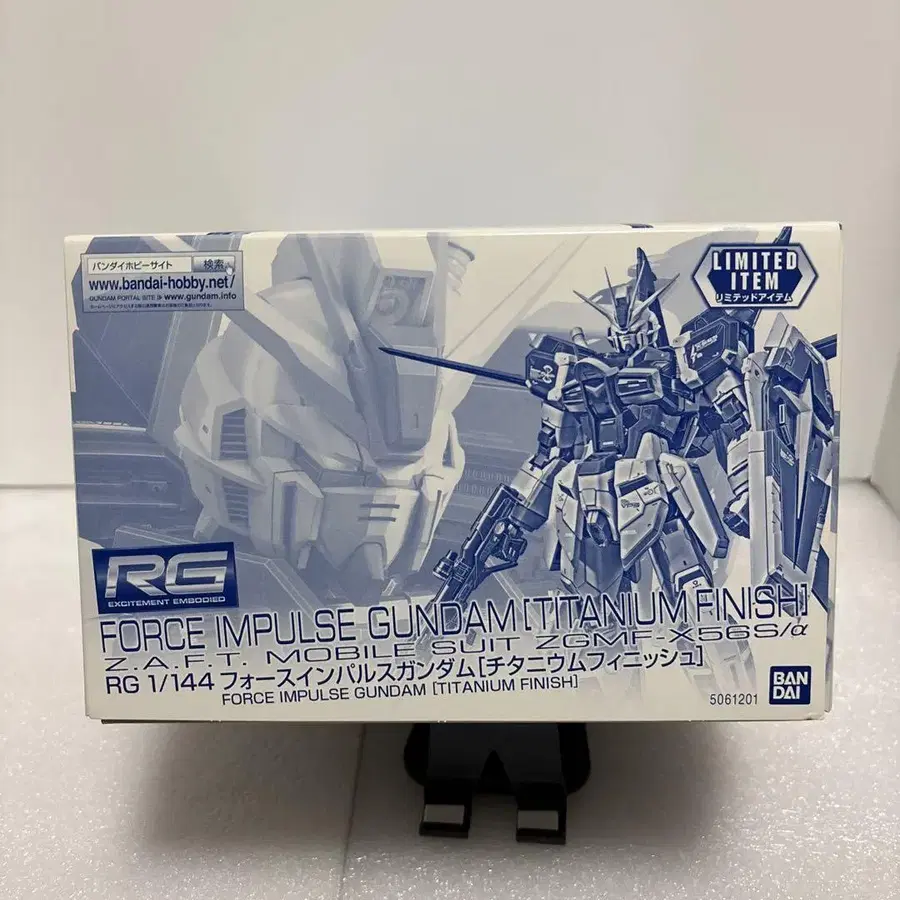 バンダイホビーサイト 検索
www.bandai-hobby.net/
GUNDAM PORTAL SITE www.gundam.info
LIMITED
ITEM
リミテッドアイテム
RG
EXCITEMENT EMBODIED
FORCE IMPULSE GUNDAM [TITANIUM FINISH]
Z.A.F.T. MOBILE SUIT ZGMF-X56S/α
RG 1/144 フォースインパルスガンダム[チタニウムフィニッシュ]
FORCE IMPULSE GUNDAM [TITANIUM FINISH]
5061201
BAN
DAI